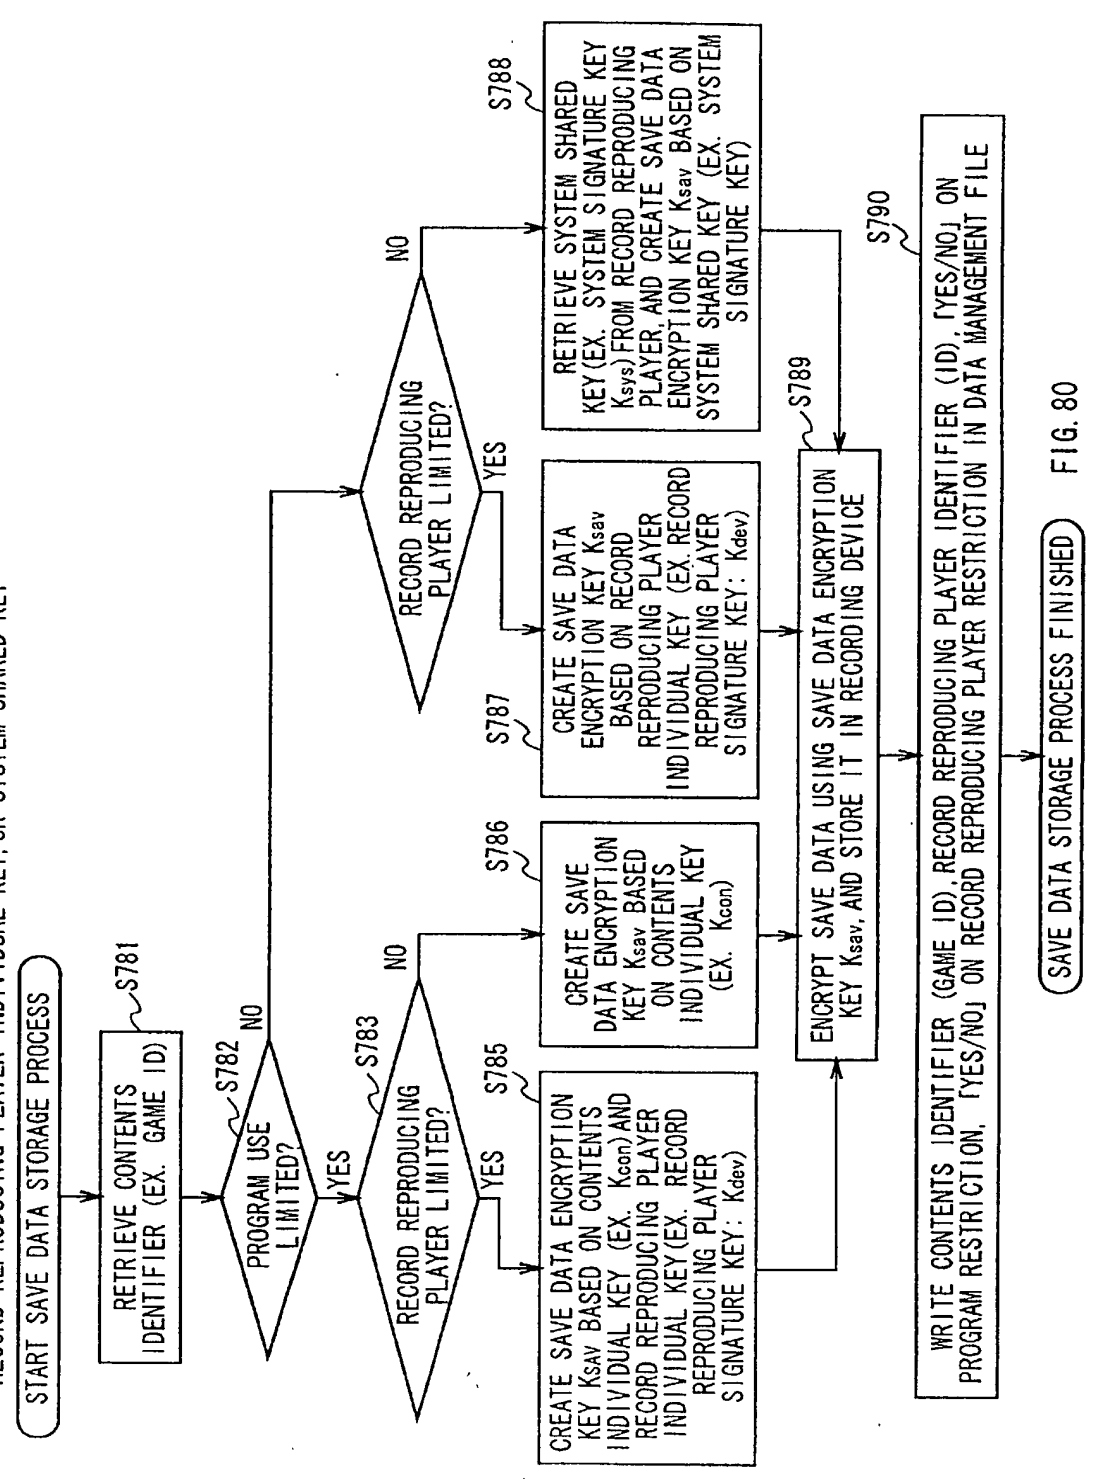 START SAVE DATA STORAGE PROCESS
S781
RETRIEVE CONTENTS
IDENTIFIER (EX. GAME ID)
S782
PROGRAM USE
LIMITED?
NO
YES
S783
RECORD REPRODUCING
PLAYER LIMITED?
NO
YES
RECORD REPRODUCING
PLAYER LIMITED?
NO
YES
S785
CREATE SAVE DATA ENCRYPTION
KEY Ksav BASED ON CONTENTS
INDIVIDUAL KEY (EX. Kcon)AND
RECORD REPRODUCING PLAYER
INDIVIDUAL KEY(EX. RECORD
REPRODUCING PLAYER
SIGNATURE KEY: Kdev)
S786
CREATE SAVE
DATA ENCRYPTION
KEY Ksav BASED
ON CONTENTS
INDIVIDUAL KEY
(EX. Kcon)
S787
CREATE SAVE DATA
ENCRYPTION KEY Ksav
BASED ON RECORD
REPRODUCING PLAYER
INDIVIDUAL KEY (EX. RECORD
REPRODUCING PLAYER
SIGNATURE KEY: Kdev)
S788
RETRIEVE SYSTEM SHARED
KEY(EX. SYSTEM SIGNATURE KEY
Ksys)FROM RECORD REPRODUCING
PLAYER, AND CREATE SAVE DATA
ENCRYPTION KEY Ksav BASED ON
SYSTEM SHARED KEY (EX. SYSTEM
SIGNATURE KEY)
S789
ENCRYPT SAVE DATA USING SAVE DATA ENCRYPTION
KEY Ksav, AND STORE IT IN RECORDING DEVICE
S790
WRITE CONTENTS IDENTIFIER (GAME ID), RECORD REPRODUCING PLAYER IDENTIFIER (ID), 「YES/NO」 ON
PROGRAM RESTRICTION, 「YES/NO」 ON RECORD REPRODUCING PLAYER RESTRICTION IN DATA MANAGEMENT FILE
SAVE DATA STORAGE PROCESS FINISHED
FIG. 80